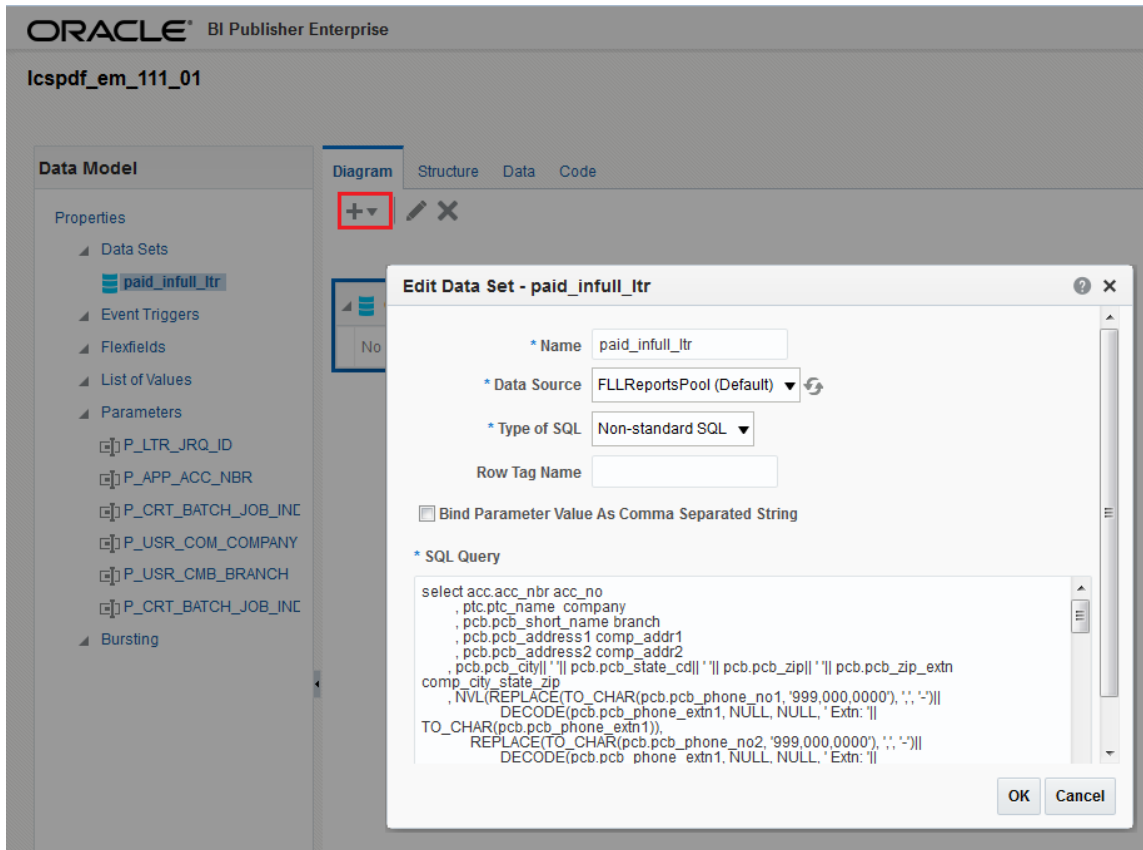 ORACLE® BI Publisher Enterprise
lcspdf_em_111_01
Data Model
Diagram Structure Data Code
Properties
Data Sets
paid_infull_ltr
Event Triggers
Flexfields
List of Values
Parameters
P_LTR_JRQ_ID
P_APP_ACC_NBR
P_CRT_BATCH_JOB_IND
P_USR_COM_COMPANY
P_USR_CMB_BRANCH
P_CRT_BATCH_JOB_IND
Bursting
No
Edit Data Set - paid_infull_ltr
* Name paid_infull_ltr
* Data Source FLLReportsPool (Default)
* Type of SQL Non-standard SQL
Row Tag Name
Bind Parameter Value As Comma Separated String
* SQL Query
select acc.acc_nbr acc_no
, ptc.ptc_name company
, pcb.pcb_short_name branch
, pcb.pcb_address1 comp_addr1
, pcb.pcb_address2 comp_addr2
, pcb.pcb_city|| ' '|| pcb.pcb_state_cd|| ' '|| pcb.pcb_zip|| ' '|| pcb.pcb_zip_extn
comp_city_state_zip
, NVL(REPLACE(TO_CHAR(pcb.pcb_phone_no1, '999,000,0000'), ',', '-')||
DECODE(pcb.pcb_phone_extn1, NULL, NULL, ' Extn: '||
TO_CHAR(pcb.pcb_phone_extn1)),
REPLACE(TO_CHAR(pcb.pcb_phone_no2, '999,000,0000'), ',', '-')||
DECODE(pcb.pcb_phone_extn1, NULL, NULL, ' Extn: '||
OK Cancel